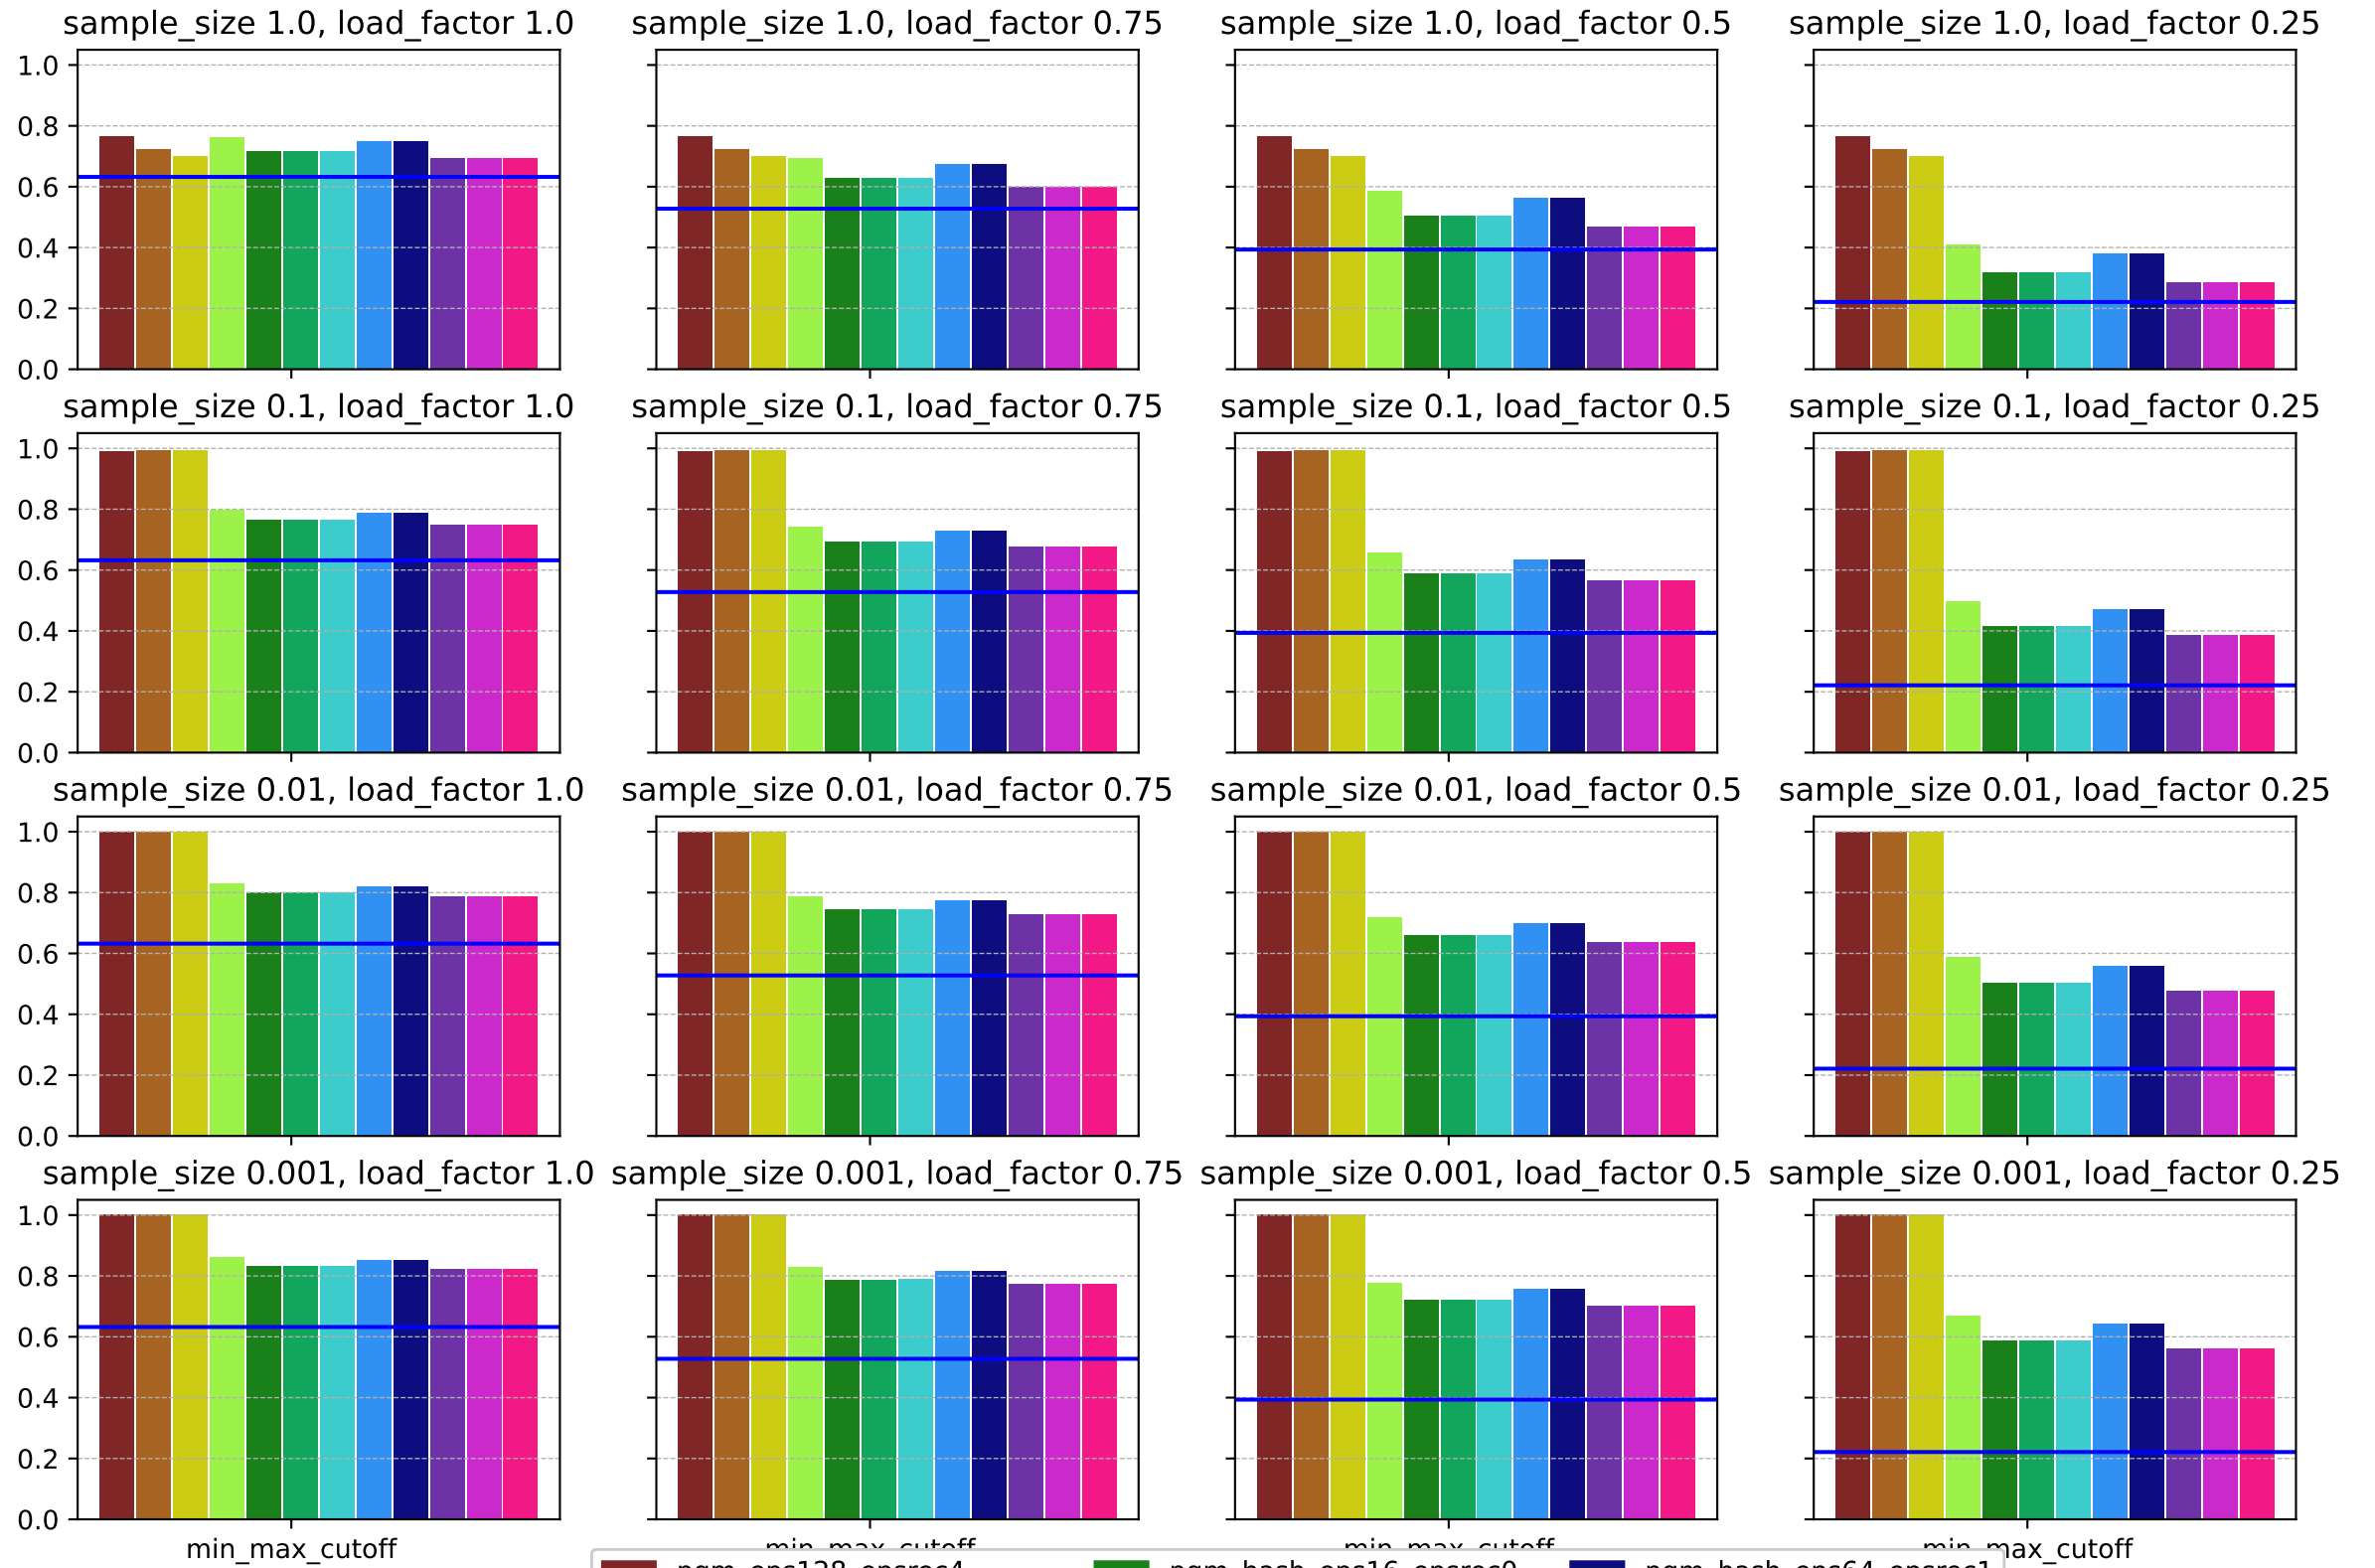 sample_size 1.0, load_factor 1.0
sample_size 1.0, load_factor 0.75
sample_size 1.0, load_factor 0.5
sample_size 1.0, load_factor 0.25
1.0
0.8
0.6
0.4
0.2
0.0
sample_size 0.1, load_factor 1.0
sample_size 0.1, load_factor 0.75
sample_size 0.1, load_factor 0.5
sample_size 0.1, load_factor 0.25
1.0
0.8
0.6
0.4
0.2
0.0
sample_size 0.01, load_factor 1.0
sample_size 0.01, load_factor 0.75
sample_size 0.01, load_factor 0.5
sample_size 0.01, load_factor 0.25
1.0
0.8
0.6
0.4
0.2
0.0
sample_size 0.001, load_factor 1.0
sample_size 0.001, load_factor 0.75
sample_size 0.001, load_factor 0.5
sample_size 0.001, load_factor 0.25
1.0
0.8
0.6
0.4
0.2
0.0
min_max_cutoff
min_max_cutoff
min_max_cutoff
min_max_cutoff